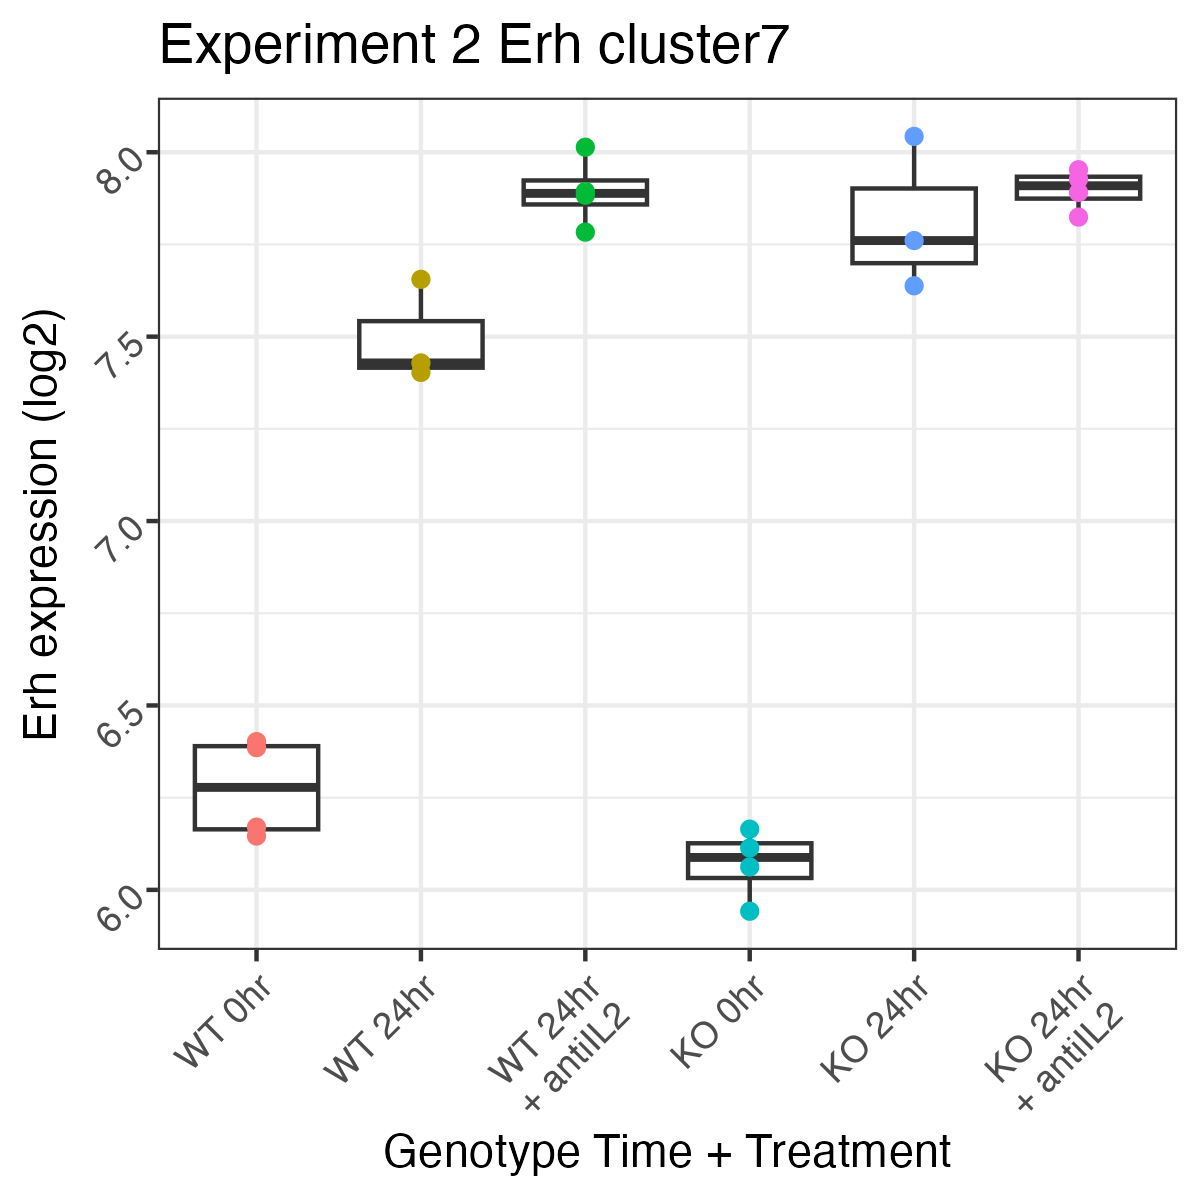 Experiment 2 Erh cluster7
Erh expression (log2)
8.0
7.5
7.0
6.5
6.0
WT 0hr
WT 24hr
WT 24hr
+ antiIL2
KO 0hr
KO 24hr
KO 24hr
+ antiIL2
Genotype Time + Treatment